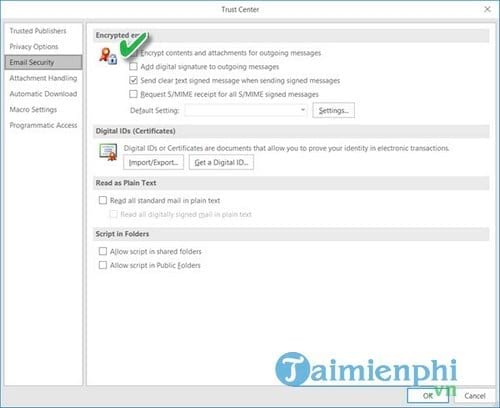 Trust Center
Trusted Publishers
Privacy Options
Email Security
Attachment Handling
Automatic Download
Macro Settings
Programmatic Access
Encrypted
Encrypt contents and attachments for outgoing messages
Add digital signature to outgoing messages
Send clear text signed message when sending signed messages
Request S/MIME receipt for all S/MIME signed messages
Default Setting:
Settings...
Digital IDs (Certificates)
Digital IDs or Certificates are documents that allow you to prove your identity in electronic transactions.
Import/Export... Get a Digital ID...
Read as Plain Text
Read all standard mail in plain text
Read all digitally signed mail in plain text
Script in Folders
Allow script in shared folders
Allow script in Public Folders
Taimienphi
.vn
OK Cancel